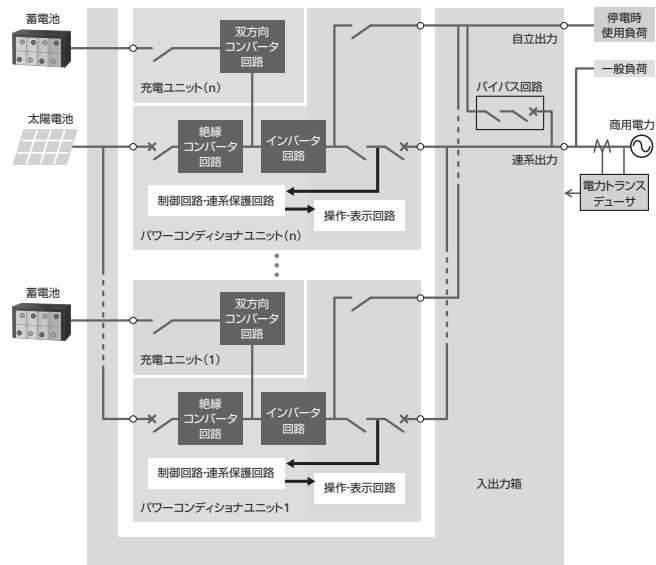 蓄電池
双方向
コンバータ
回路
充電ユニット(n)
自立出力
停電時
使用負荷
一般負荷
バイパス回路
太陽電池
絶縁
コンバータ
回路
インバータ
回路
商用電力
連系出力
電力トランス
デューサ
制御回路・連系保護回路
操作・表示回路
パワーコンディショナユニット(n)
蓄電池
双方向
コンバータ
回路
充電ユニット(1)
絶縁
コンバータ
回路
インバータ
回路
制御回路・連系保護回路
操作・表示回路
入出力箱
パワーコンディショナユニット1